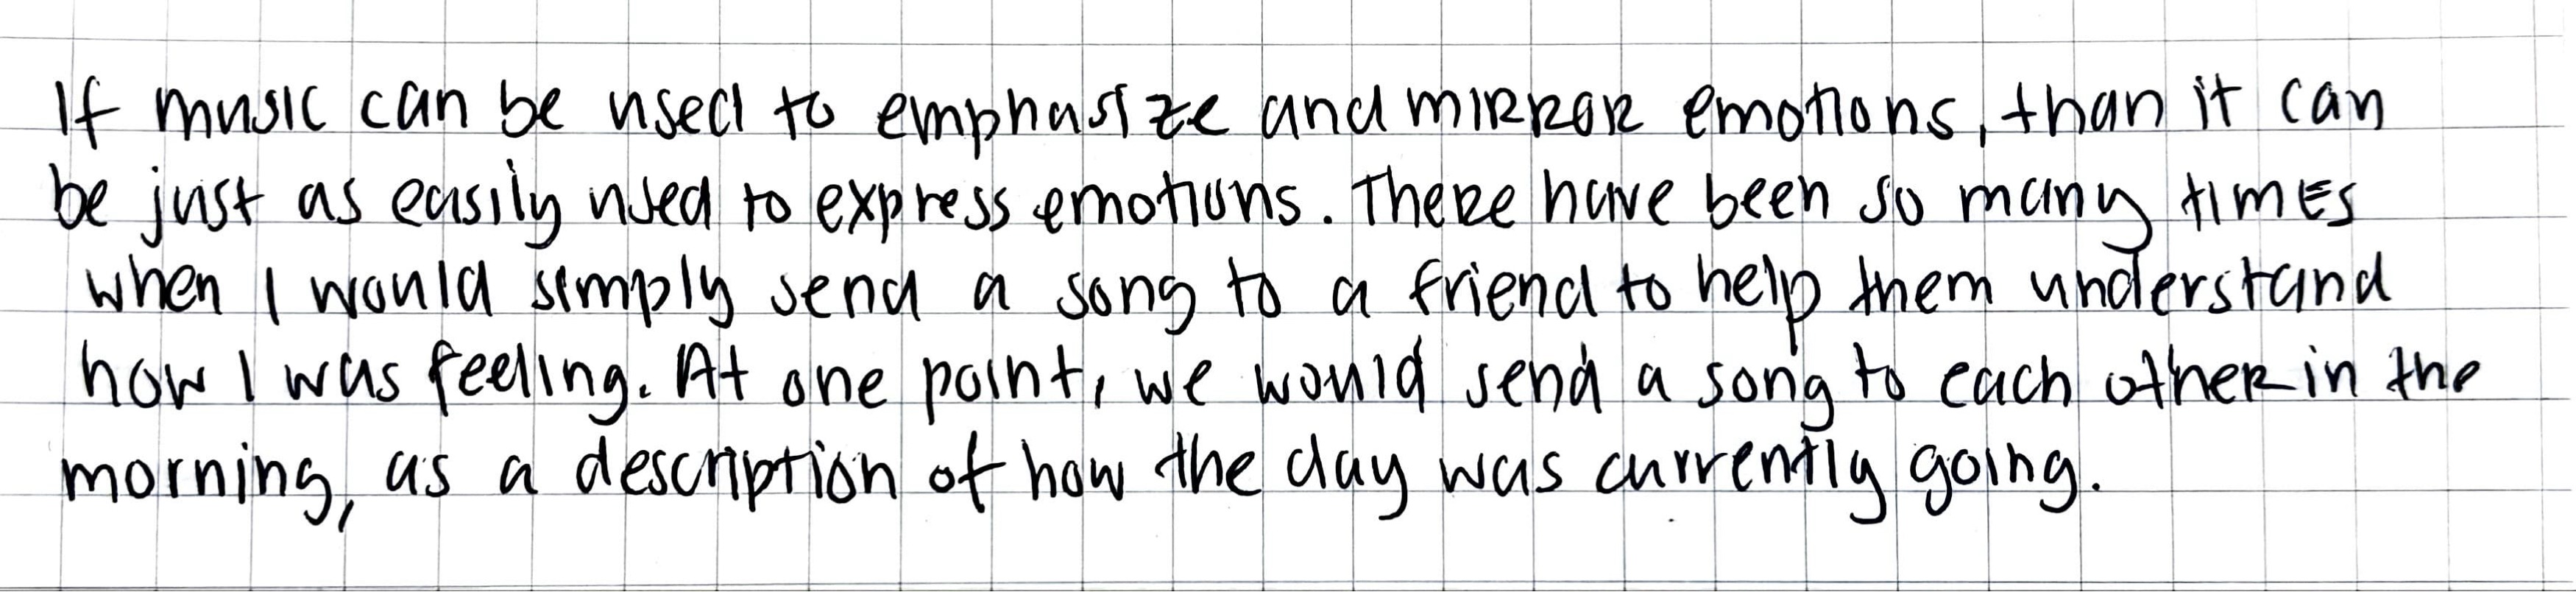 If music can be used to emphasize and mirror emotions, than it can
be just as easily used to express emotions. There have been so many times
when I would simply send a song to a friend to help them understand
how I was feeling. At one point, we would send a song to each other in the
morning, as a description of how the day was currently going.